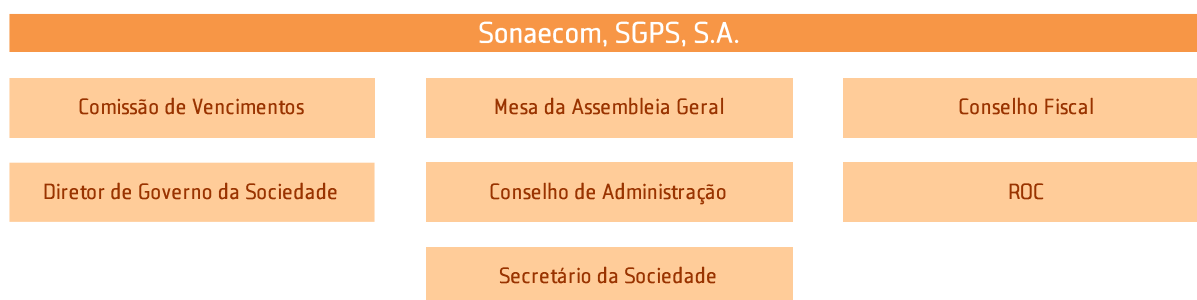 Sonaecom, SGPS, S.A.
Comissão de Vencimentos
Mesa da Assembleia Geral
Conselho Fiscal
Diretor de Governo da Sociedade
Conselho de Administração
ROC
Secretário da Sociedade